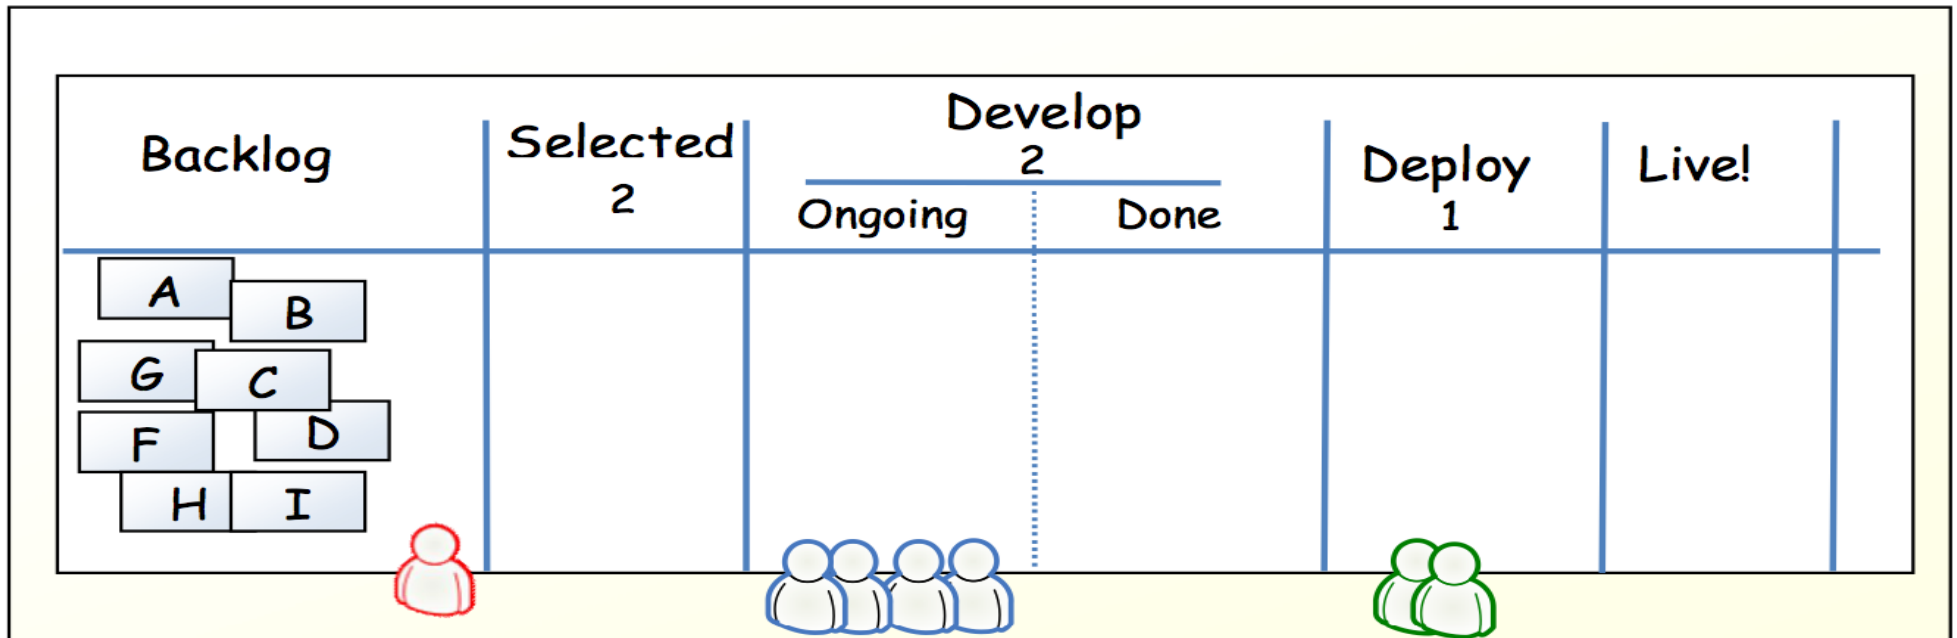 Backlog
Selected
2
Develop
2
Ongoing
Done
Deploy
1
Live!
A
B
G
C
F
D
H
I